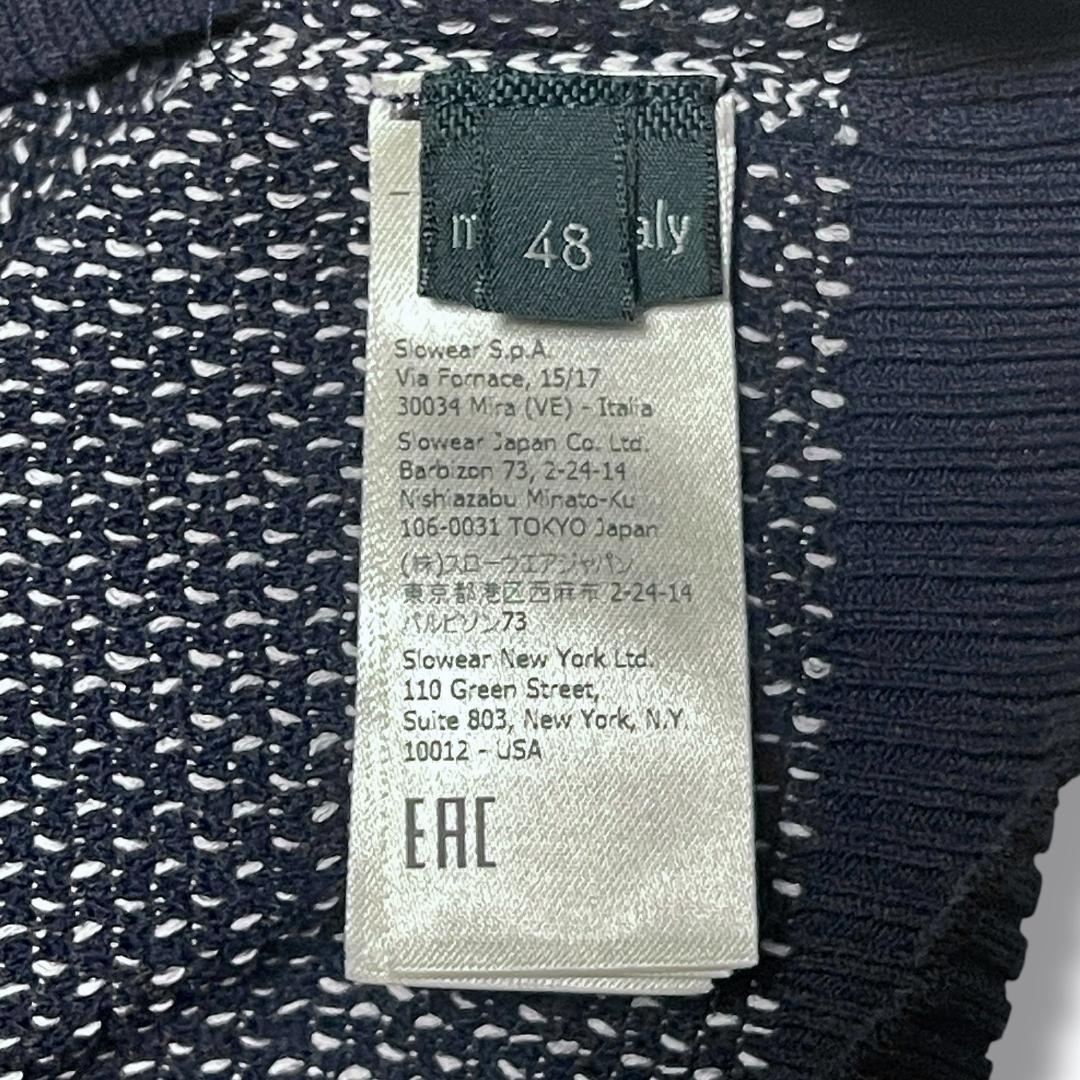 48
aly
Slowear S.p.A.
Via Fornace, 15/17
30034 Mira (VE) - Italia
Slowear Japan Co. Ltd.
Barbizon 73, 2-24-14
Nishiazabu Minato-Ku
106-0031 TOKYO Japan
(株)スローウエアジャパン
東京都港区西麻布 2-24-14
バルビゾン73
Slowear New York Ltd.
110 Green Street,
Suite 803, New York, N.Y.
10012 - USA
EAC